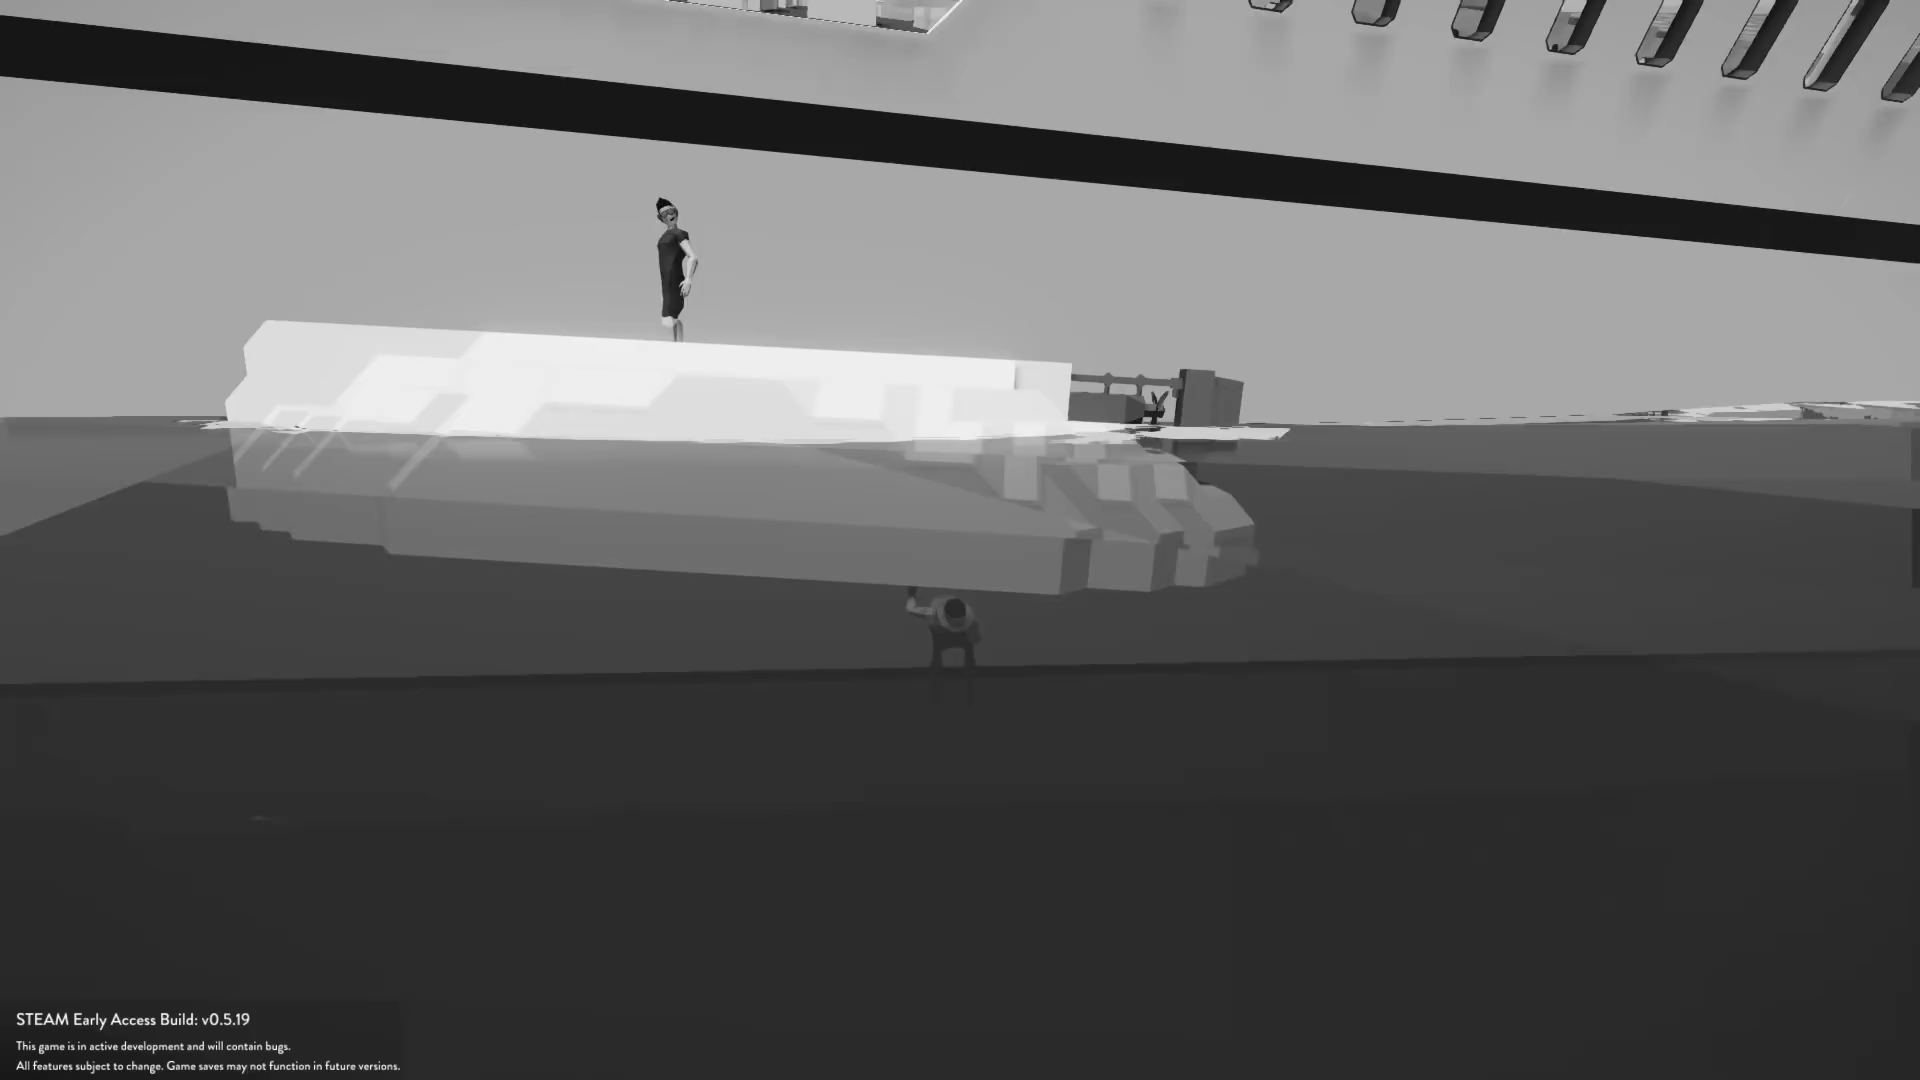 STEAM Early Access Build: v0.5.19
This game is in active development and will contain bugs.
All features subject to change. Game saves may not function in future versions.